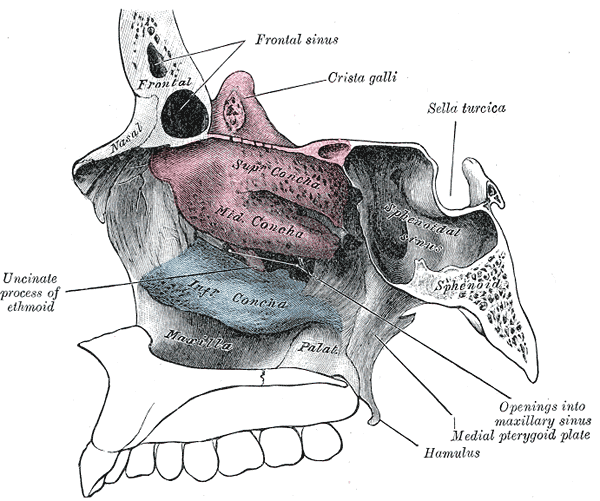 Frontal sinus
Frontal
Crista galli
Nasal
Sella turcica
Supr. Concha
Mid. Concha
Sphenoidal
sinus
Uncinate
process of
ethmoid
Infr. Concha
Sphenoid
Maxilla
Palat.
Openings into
maxillary sinus
Medial pterygoid plate
Hamulus